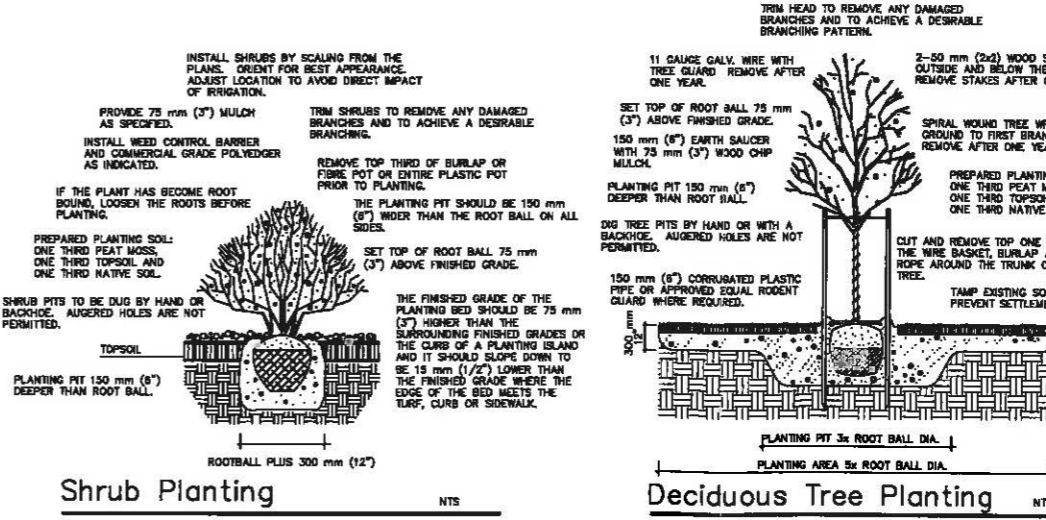 INSTALL SHRUBS BY SCALING FROM THE
PLANS. ORIENT FOR BEST APPEARANCE.
ADJUST LOCATION TO AVOID DIRECT IMPACT
OF IRRIGATION.
PROVIDE 75 mm (3") MULCH
AS SPECIFIED.
INSTALL WEED CONTROL BARRIER
AND COMMERCIAL GRADE POLYEDGER
AS INDICATED.
IF THE PLANT HAS BECOME ROOT
BOUND, LOOSEN THE ROOTS BEFORE
PLANTING.
PREPARED PLANTING SOIL:
ONE THIRD PEAT MOSS,
ONE THIRD TOPSOIL AND
ONE THIRD NATIVE SOIL.
SHRUB PITS TO BE DUG BY HAND OR
BACKHOE. AUGERED HOLES ARE NOT
PERMITTED.
TOPSOIL
PLANTING PIT 150 mm (6")
DEEPER THAN ROOT BALL.
TRIM SHRUBS TO REMOVE ANY DAMAGED
BRANCHES AND TO ACHIEVE A DESIRABLE
BRANCHING.
REMOVE TOP THIRD OF BURLAP OR
FIBRE POT OR ENTIRE PLASTIC POT
PRIOR TO PLANTING.
THE PLANTING PIT SHOULD BE 150 mm
(6") WIDER THAN THE ROOT BALL ON ALL
SIDES.
SET TOP OF ROOT BALL 75 mm
(3") ABOVE FINISHED GRADE.
THE FINISHED GRADE OF THE
PLANTING BED SHOULD BE 75 mm
(3") HIGHER THAN THE
SURROUNDING FINISHED GRADES OR
THE CURB OF A PLANTING ISLAND
AND IT SHOULD SLOPE DOWN TO
BE 15 mm (1/2") LOWER THAN
THE FINISHED GRADE WHERE THE
EDGE OF THE BED MEETS THE
TURF, CURB OR SIDEWALK.
ROOTBALL PLUS 300 mm (12")
Shrub Planting
NTS
TRIM HEAD TO REMOVE ANY DAMAGED
BRANCHES AND TO ACHIEVE A DESIRABLE
BRANCHING PATTERN.
11 GAUGE GALV. WIRE WITH
TREE GUARD REMOVE AFTER
ONE YEAR.
SET TOP OF ROOT BALL 75 mm
(3") ABOVE FINISHED GRADE.
150 mm (6") EARTH SAUCER
WITH 75 mm (3") WOOD CHIP
MULCH.
PLANTING PIT 150 mm (6")
DEEPER THAN ROOT BALL.
DIG TREE PITS BY HAND OR WITH A
BACKHOE. AUGERED HOLES ARE NOT
PERMITTED.
150 mm (6") CORRUGATED PLASTIC
PIPE OR APPROVED EQUAL RODENT
GUARD WHERE REQUIRED.
300 mm
12"
2-50 mm (2x2) WOOD
OUTSIDE AND BELOW THE
REMOVE STAKES AFTER
SPIRAL WOUND TREE
GROUND TO FIRST
REMOVE AFTER ONE
PREPARED
ONE THIRD PEAT
ONE THIRD
ONE THIRD NATIVE
CUT AND REMOVE TOP ONE
THE WIRE BASKET, BURLAP
ROPE AROUND THE TRUNK
TREE.
TAMP EXISTING
PREVENT
PLANTING PIT 3x ROOT BALL DIA.
PLANTING AREA 5x ROOT BALL DIA.
Deciduous Tree Planting